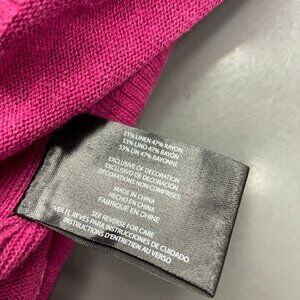 53% LINEN 47% RAYON
53% LINO 47% RAYÓN
53% LIN 47% RAYONNE
EXCLUSIVE OF DECORATION
EXCLUSIVO DE DECORACIÓN
DECORATIONS NON COMPRISES
MADE IN CHINA
HECHO EN CHINA
FABRIQUÉ EN CHINE
SEE REVERSE FOR CARE
VER EL REVÉS PARA INSTRUCCIONES DE CUIDADO
INSTRUCTIONS D'ENTRETIEN AU VERSO